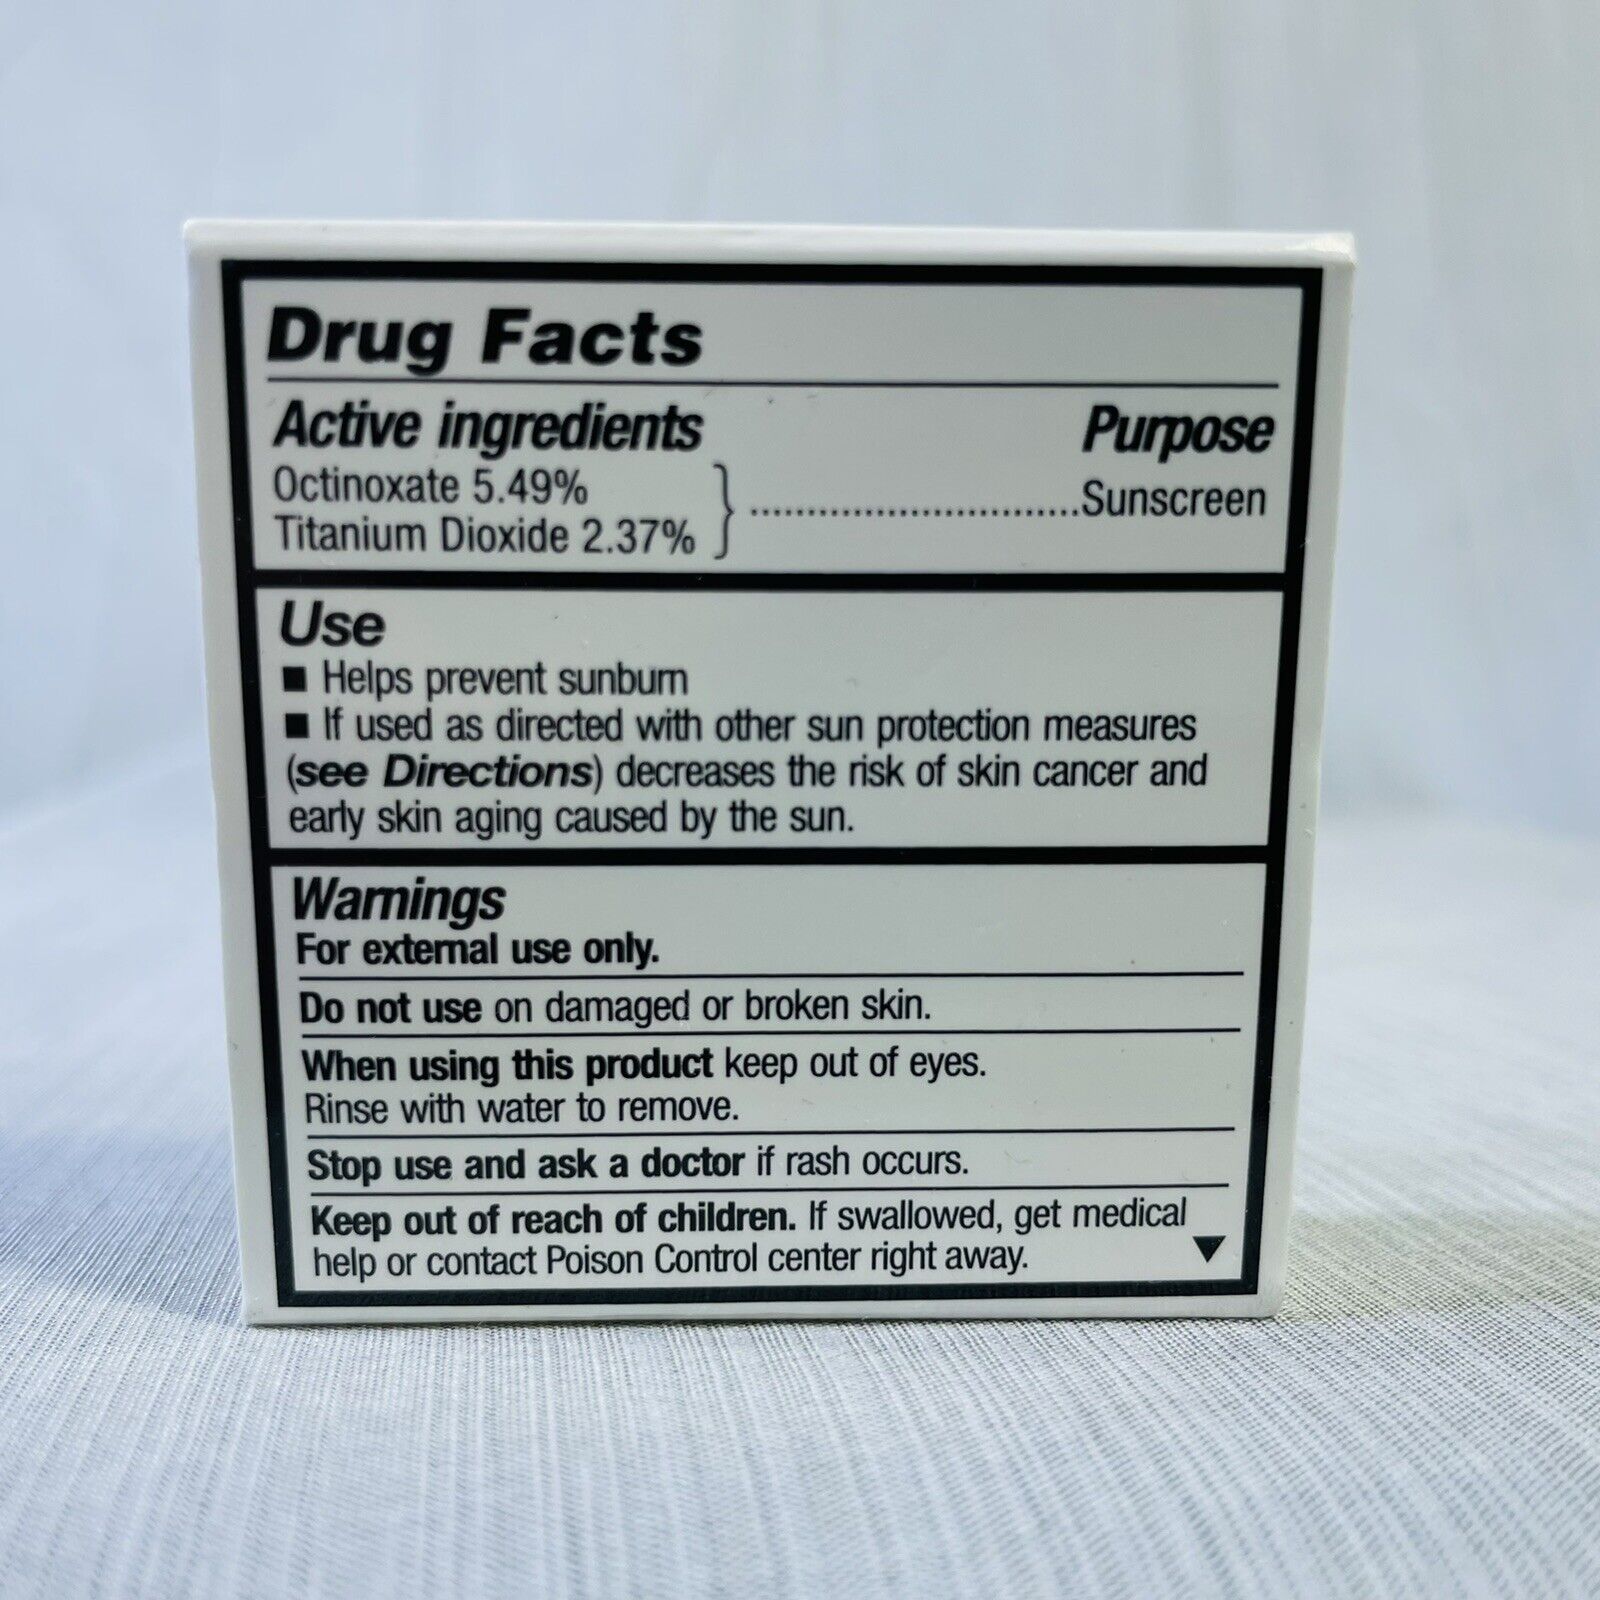 Drug Facts
Active ingredients Purpose
Octinoxate 5.49%
Titanium Dioxide 2.37% } ............................Sunscreen
Use
■ Helps prevent sunburn
■ If used as directed with other sun protection measures
(see Directions) decreases the risk of skin cancer and
early skin aging caused by the sun.
Warnings
For external use only.
Do not use on damaged or broken skin.
When using this product keep out of eyes.
Rinse with water to remove.
Stop use and ask a doctor if rash occurs.
Keep out of reach of children. If swallowed, get medical
help or contact Poison Control center right away. ▼